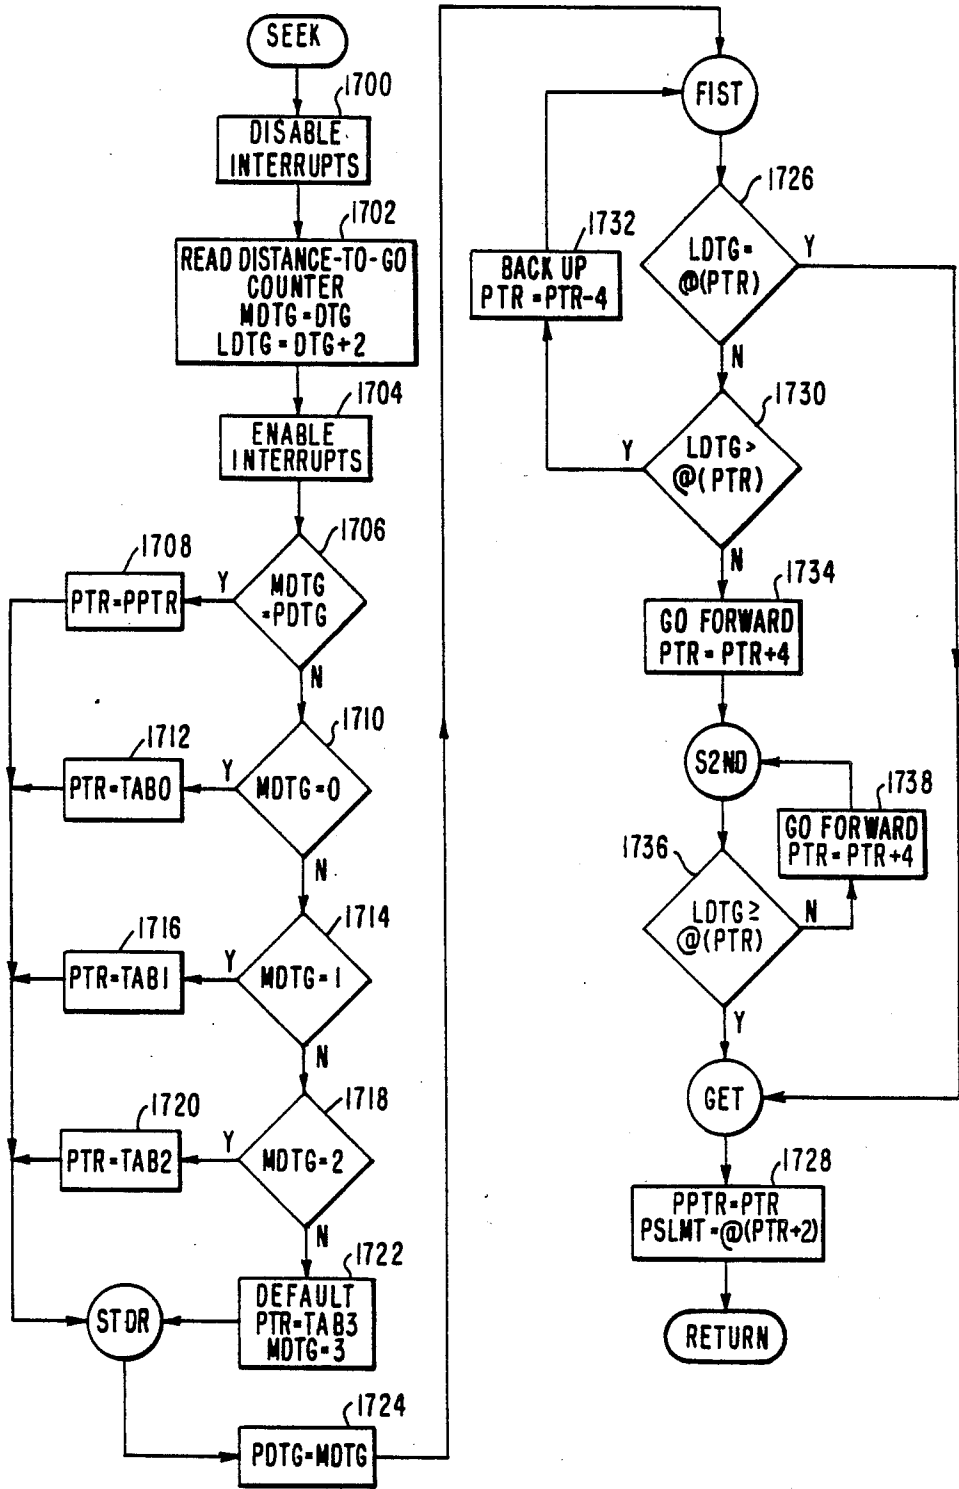 SEEK
1700
DISABLE
INTERRUPTS
1702
READ DISTANCE-TO-GO
COUNTER
MDTG=DTG
LDTG=DTG+2
1704
ENABLE
INTERRUPTS
1706
MDTG
=PDTG
Y
N
1708
PTR=PPTR
1710
MDTG=0
Y
N
1712
PTR=TAB0
1714
MDTG=1
Y
N
1716
PTR=TAB1
1718
MDTG=2
Y
N
1720
PTR=TAB2
1722
DEFAULT
PTR=TAB3
MDTG=3
STDR
1724
PDTG=MDTG
FIST
1726
LDTG=
@(PTR)
Y
N
1732
BACK UP
PTR=PTR-4
1730
LDTG>
@(PTR)
Y
N
1734
GO FORWARD
PTR=PTR+4
S2ND
1738
GO FORWARD
PTR=PTR+4
1736
LDTG≥
@(PTR)
N
Y
GET
1728
PPTR=PTR
PSLMT=@(PTR+2)
RETURN